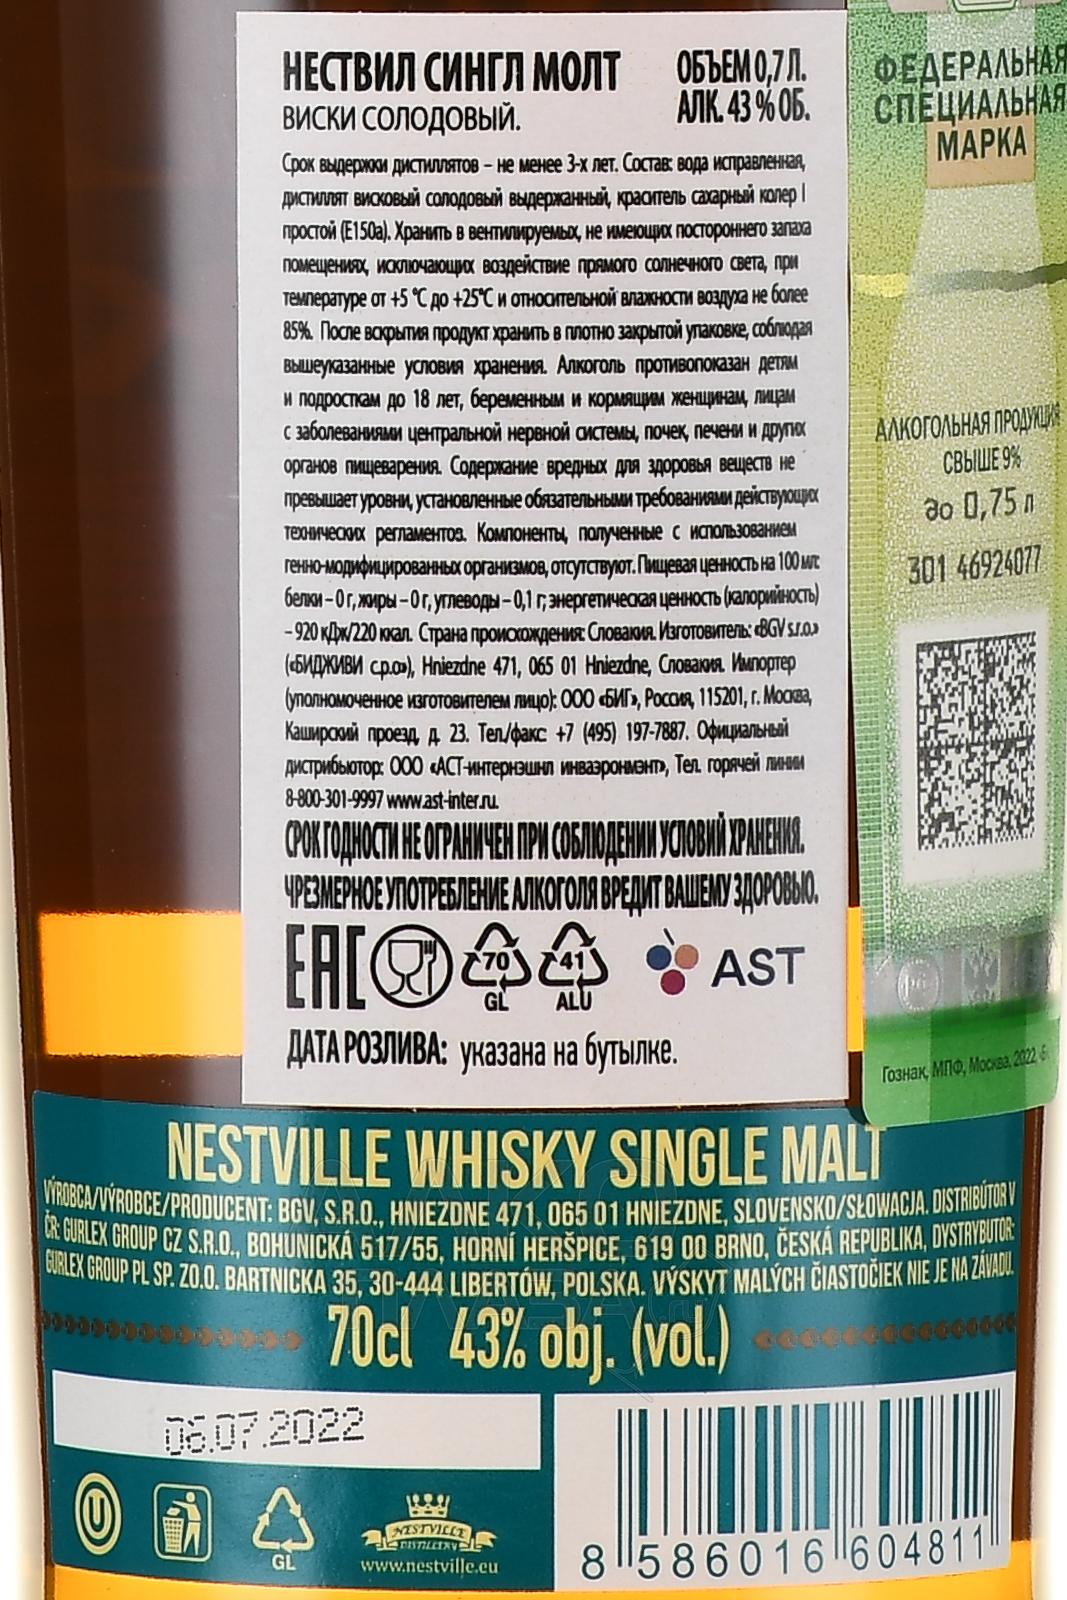 НЕСТВИЛ СИНГЛ МОЛТ
ВИСКИ СОЛОДОВЫЙ.
ОБЪЕМ 0,7 Л.
АЛК. 43 % ОБ.
Срок выдержки дистиллятов – не менее 3-х лет. Состав: вода исправленная,
дистиллят висковый солодовый выдержанный, краситель сахарный колер I
простой (Е150а). Хранить в вентилируемых, не имеющих постороннего запаха
помещениях, исключающих воздействие прямого солнечного света, при
температуре от +5 °С до +25°С и относительной влажности воздуха не более
85%. После вскрытия продукт хранить в плотно закрытой упаковке, соблюдая
вышеуказанные условия хранения. Алкоголь противопоказан детям
и подросткам до 18 лет, беременным и кормящим женщинам, лицам
с заболеваниями центральной нервной системы, почек, печени и других
органов пищеварения. Содержание вредных для здоровья веществ не
превышает уровни, установленные обязательными требованиями действующих
технических регламентов. Компоненты, полученные с использованием
генно-модифицированных организмов, отсутствуют. Пищевая ценность на 100 мл:
белки – 0 г, жиры – 0 г, углеводы – 0,1 г; энергетическая ценность (калорийность)
– 920 кДж/220 ккал. Страна происхождения: Словакия. Изготовитель: «BGV s.r.o.»
(«БИДЖИВИ с.р.о»), Hniezdne 471, 065 01 Hniezdne, Словакия. Импортер
(уполномоченное изготовителем лицо): ООО «БИГ», Россия, 115201, г. Москва,
Каширский проезд, д. 23. Тел./факс: +7 (495) 197-7887. Официальный
дистрибьютор: ООО «АСТ-интернэшнл инваэронмэнт», Тел. горячей линии
8-800-301-9997 www.ast-inter.ru.
СРОК ГОДНОСТИ НЕ ОГРАНИЧЕН ПРИ СОБЛЮДЕНИИ УСЛОВИЙ ХРАНЕНИЯ.
ЧРЕЗМЕРНОЕ УПОТРЕБЛЕНИЕ АЛКОГОЛЯ ВРЕДИТ ВАШЕМУ ЗДОРОВЬЮ.
EAC
70
GL
41
ALU
AST
ДАТА РОЗЛИВА: указана на бутылке.
ФЕДЕРАЛЬНАЯ
СПЕЦИАЛЬНАЯ
МАРКА
АЛКОГОЛЬНАЯ ПРОДУКЦИЯ
СВЫШЕ 9%
до 0,75 л
301 46924077
Гознак, МПФ, Москва, 2022,
NESTVILLE WHISKY SINGLE MALT
VÝROBCA/VÝROBCE/PRODUCENT: BGV, S.R.O., HNIEZDNE 471, 065 01 HNIEZDNE, SLOVENSKO/SŁOWACJA. DISTRIBÚTOR V
ČR: GURLEX GROUP CZ S.R.O., BOHUNICKÁ 517/55, HORNÍ HERŠPICE, 619 00 BRNO, ČESKÁ REPUBLIKA, DYSTRYBUTOR:
GURLEX GROUP PL SP. ZO.O. BARTNICKA 35, 30-444 LIBERTÓW, POLSKA. VÝSKYT MALÝCH ČIASTOČIEK NIE JE NA ZÁVADU.
70cl 43% obj. (vol.)
06.07.2022
U
GL
NESTVILLE
DISTILLERY
www.nestville.eu
8 586016 604811